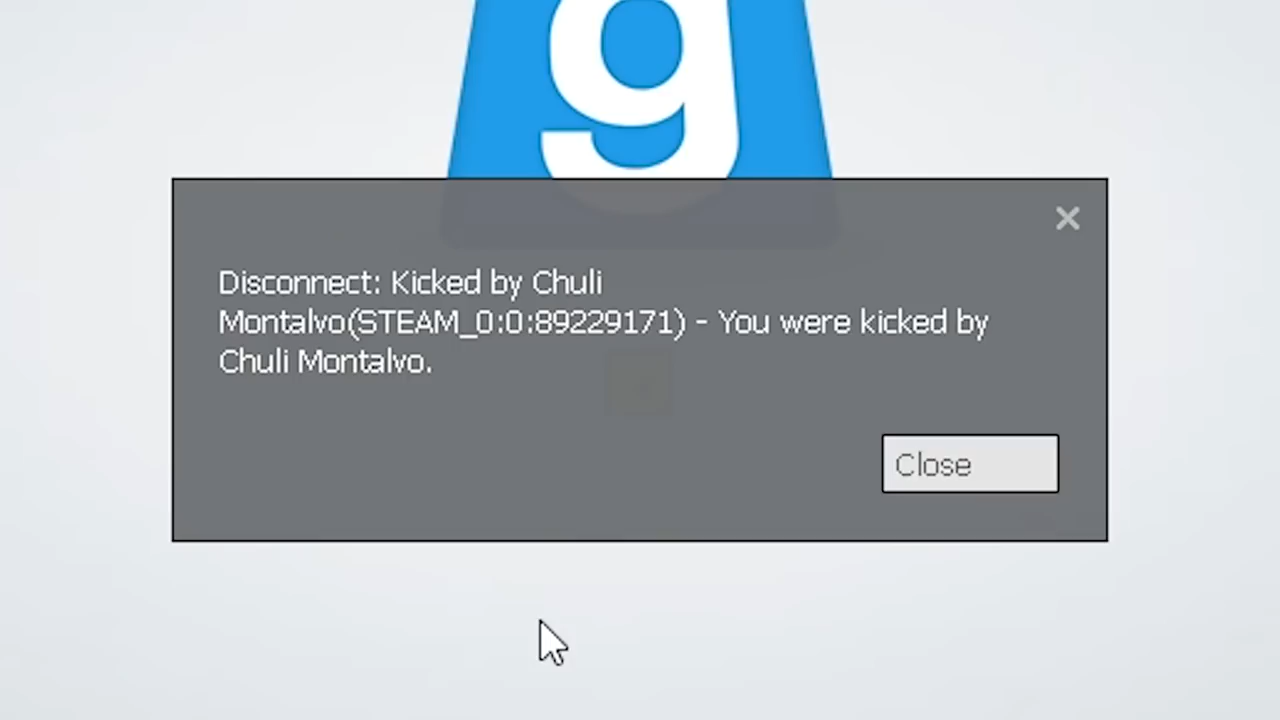 g
Disconnect: Kicked by Chuli
Montalvo(STEAM_0:0:89229171) - You were kicked by
Chuli Montalvo.
Close